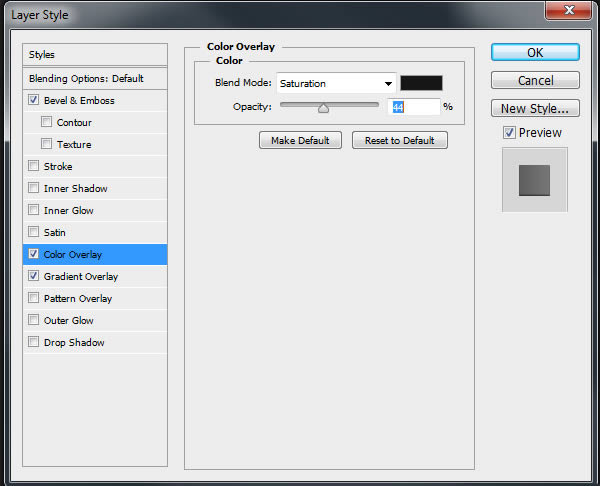 Layer Style
Styles
Blending Options: Default
Bevel & Emboss
Contour
Texture
Stroke
Inner Shadow
Inner Glow
Satin
Color Overlay
Gradient Overlay
Pattern Overlay
Outer Glow
Drop Shadow
Color Overlay
Color
Blend Mode: Saturation
Opacity: 44 %
Make Default Reset to Default
OK
Cancel
New Style...
Preview